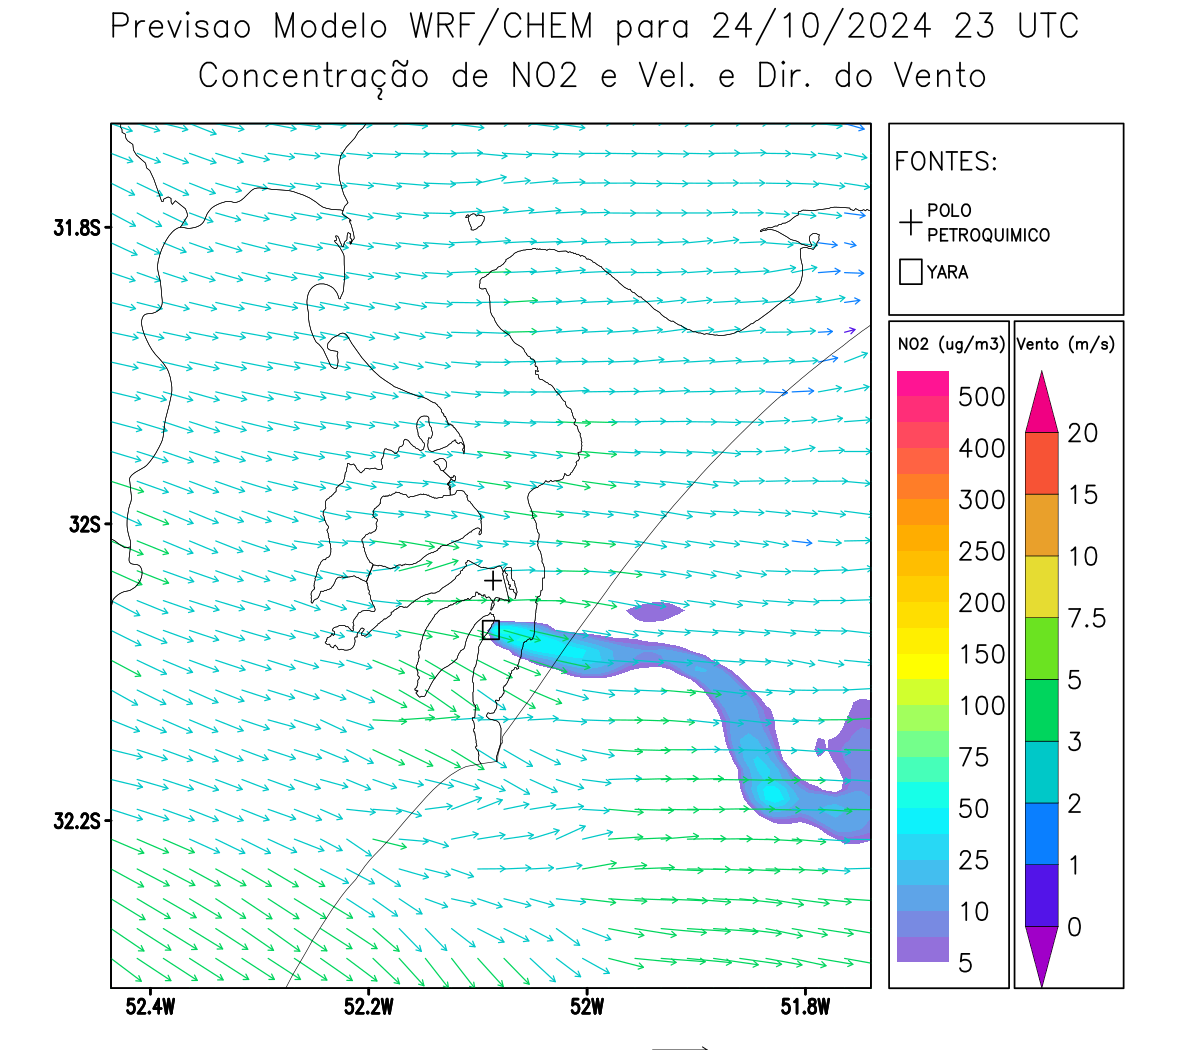 Previsao Modelo WRF/CHEM para 24/10/2024 23 UTC
Concentração de NO2 e Vel. e Dir. do Vento
FONTES:
POLO
PETROQUIMICO
YARA
NO2 (ug/m3)
500
400
300
250
200
150
100
75
50
25
10
5
Vento (m/s)
20
15
10
7.5
5
3
2
1
0
31.8S
32S
32.2S
52.4W
52.2W
52W
51.8W